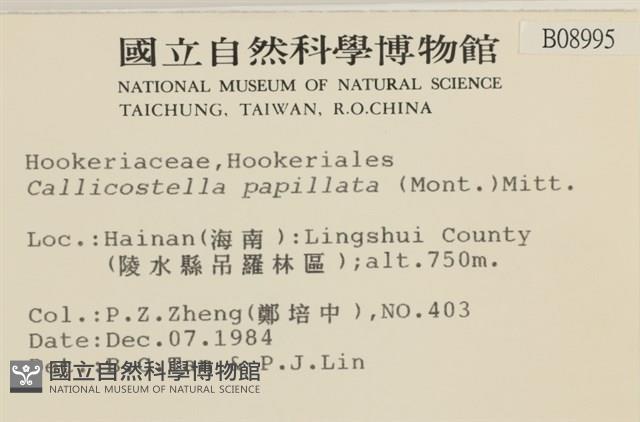 國立自然科學博物館
B08995
NATIONAL MUSEUM OF NATURAL SCIENCE
TAICHUNG, TAIWAN, R.O.CHINA
Hookeriaceae,Hookeriales
Callicostella papillata (Mont.)Mitt.
Loc.:Hainan(海南):Lingshui County
(陵水縣吊羅林區);alt.750m.
Col.:P.Z.Zheng(鄭培中),NO.403
Date:Dec.07.1984
& P.J.Lin
國立自然科學博物館
NATIONAL MUSEUM OF NATURAL SCIENCE